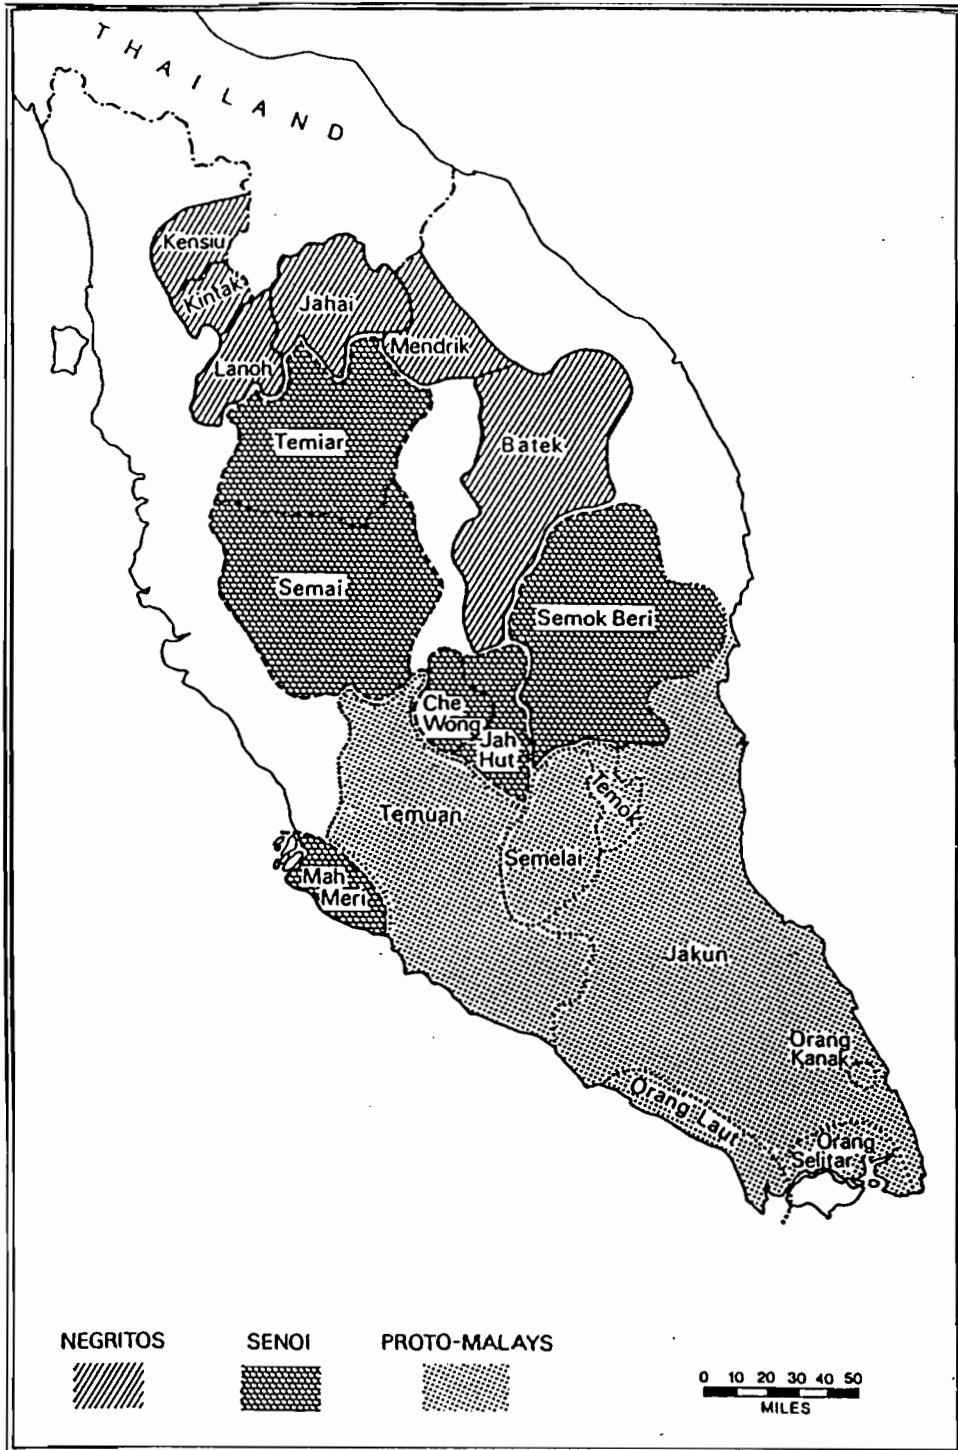 THAILAND
Kensiu
Kintak
Jahai
Lanoh
Mendrik
Temiar
Batek
Semai
Semok Beri
Che
Wong
Jah
Hut
Temuan
Temok
Semelai
Mah
Meri
Jakun
Orang
Kanak
Orang Laut
Orang
Selitar
NEGRITOS
SENOI
PROTO-MALAYS
0 10 20 30 40 50
MILES